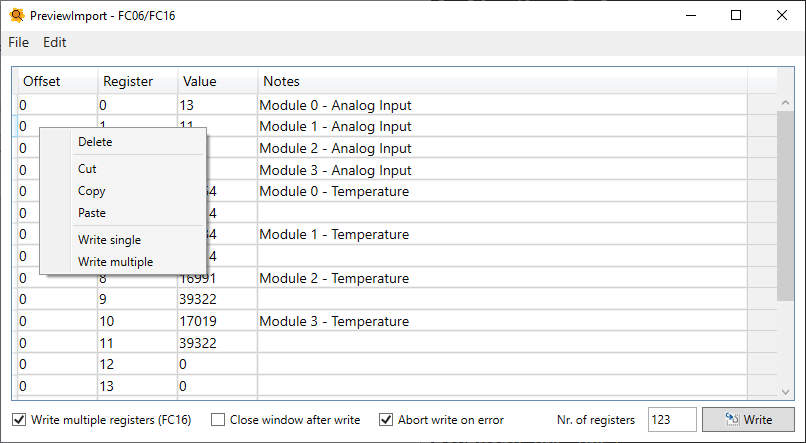 PreviewImport - FC06/FC16
File Edit
Offset Register Value Notes
0 0 13 Module 0 - Analog Input
0 1 11 Module 1 - Analog Input
0 Module 2 - Analog Input
0 Module 3 - Analog Input
0 Module 0 - Temperature
0
0 Module 1 - Temperature
0
0 8 16991 Module 2 - Temperature
0 9 39322
0 10 17019 Module 3 - Temperature
0 11 39322
0 12 0
0 13 0
Delete
Cut
Copy
Paste
Write single
Write multiple
Write multiple registers (FC16) Close window after write Abort write on error Nr. of registers 123 Write